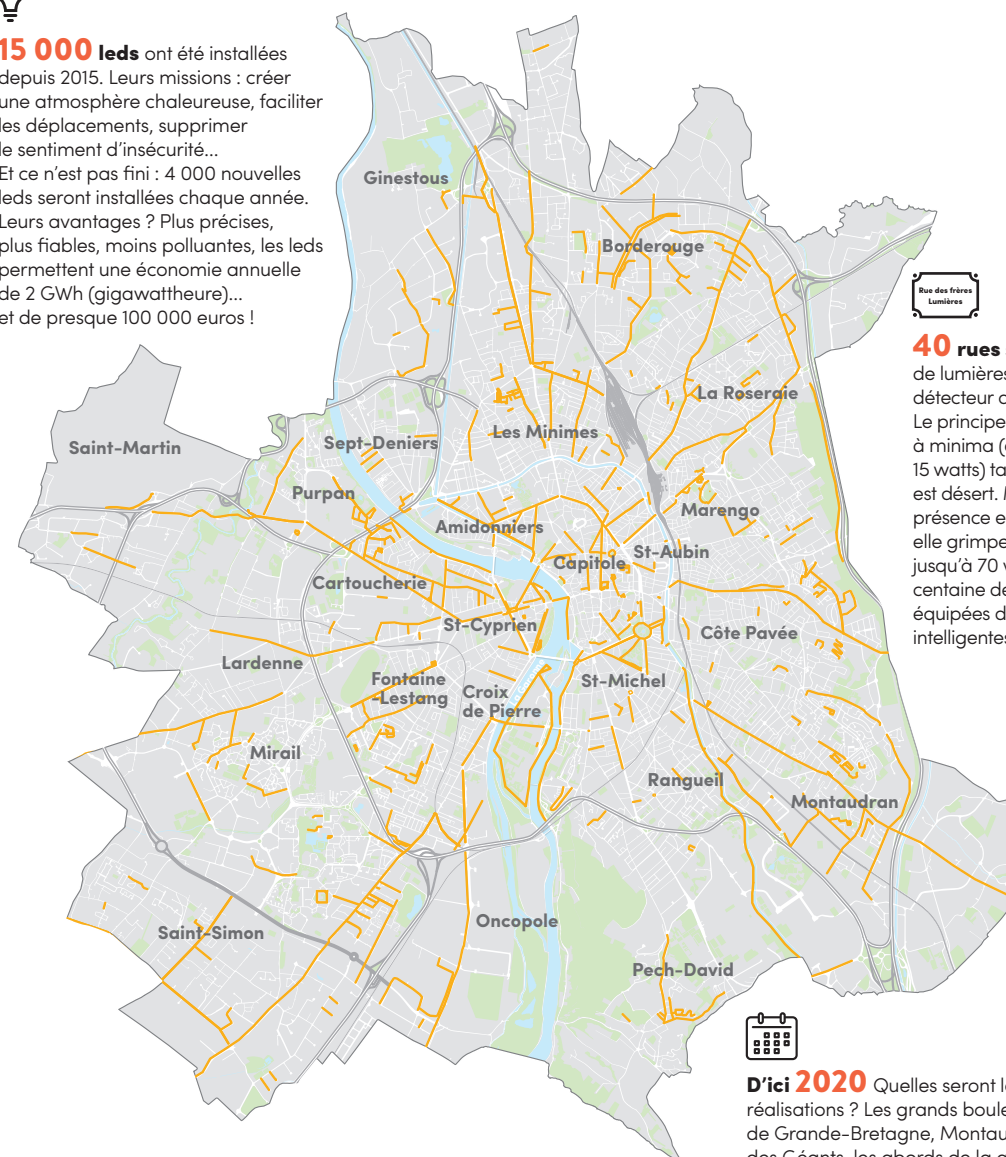 15 000 leds ont été installées
depuis 2015. Leurs missions : créer
une atmosphère chaleureuse, faciliter
les déplacements, supprimer
le sentiment d'insécurité...
Et ce n'est pas fini : 4 000 nouvelles
leds seront installées chaque année.
Leurs avantages ? Plus précises,
plus fiables, moins polluantes, les leds
permettent une économie annuelle
de 2 GWh (gigawattheure)...
et de presque 100 000 euros !
Ginestous
Borderouge
La Roseraie
Les Minimes
Sept-Deniers
Saint-Martin
Purpan
Marengo
Amidonniers
St-Aubin
Capitole
Cartoucherie
St-Cyprien
Côte Pavée
Lardenne
Fontaine
-Lestang
Croix
de Pierre
St-Michel
Mirail
Rangueil
Montaudran
Oncopole
Saint-Simon
Pech-David
Rue des frères
Lumières
40 rues
de lumières
détecteur
Le principe
à minima
15 watts)
est désert.
présence
elle grimpe
jusqu'à 70
centaine
équipées
intelligentes
D'ici 2020 Quelles seront
réalisations ? Les grands
de Grande-Bretagne,
des Géants, les abords de la